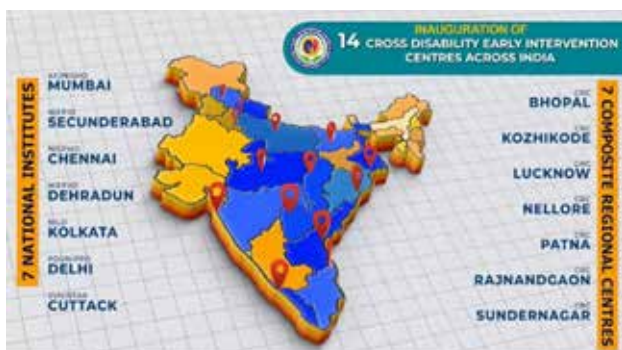 INAUGURATION OF
14 CROSS DISABILITY EARLY INTERVENTION
CENTRES ACROSS INDIA
7 NATIONAL INSTITUTES
MUMBAI
SECUNDERABAD
CHENNAI
DEHRADUN
KOLKATA
DELHI
CUTTACK
7 COMPOSITE REGIONAL CENTRES
CRC
BHOPAL
CRC
KOZHIKODE
CRC
LUCKNOW
CRC
NELLORE
CRC
PATNA
CRC
RAJNANDGAON
CRC
SUNDERNAGAR